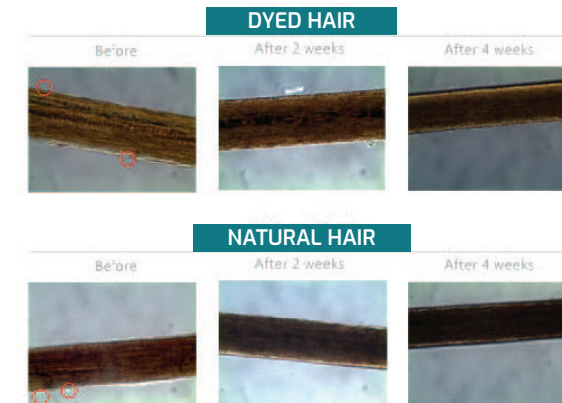 DYED HAIR
Before
After 2 weeks
After 4 weeks
NATURAL HAIR
Before
After 2 weeks
After 4 weeks